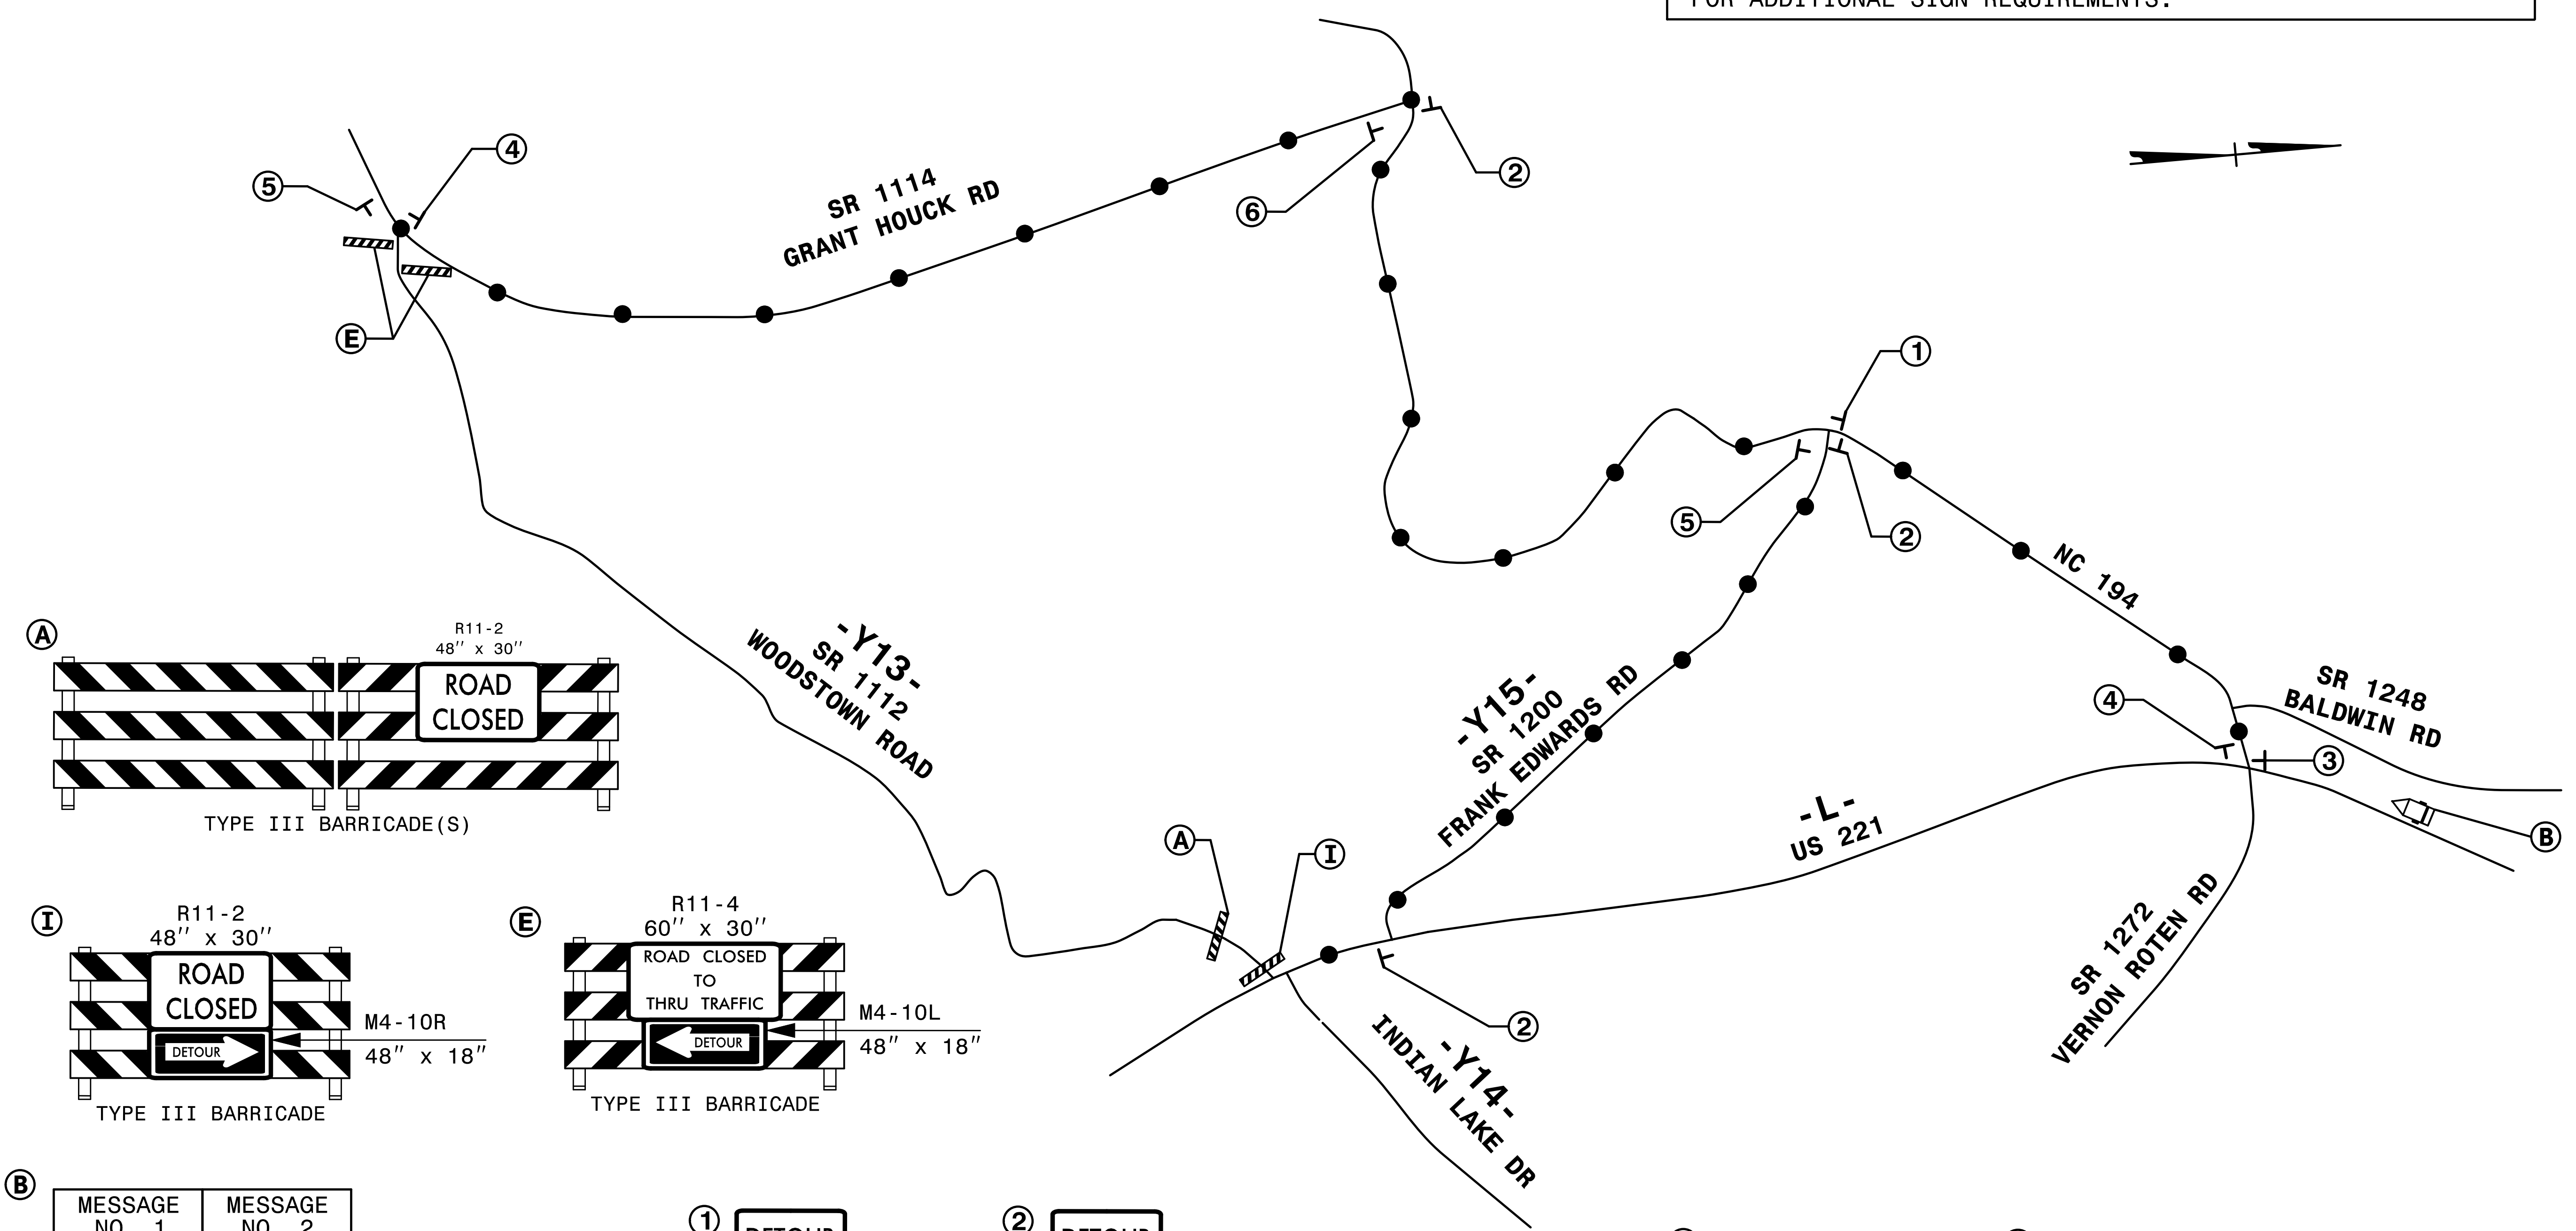 FOR ADDITIONAL SIGN REQUIREMENTS.
4
5
2
SR 1114
GRANT HOUCK RD
6
E
1
5
2
NC 194
A
R11-2
48" x 30"
ROAD
CLOSED
TYPE III BARRICADE(S)
-Y13-
SR 1112
WOODSTOWN ROAD
-Y15-
SR 1200
FRANK EDWARDS RD
SR 1248
BALDWIN RD
4
3
-L-
US 221
B
A
I
SR 1272
VERNON ROTEN RD
2
-Y14-
INDIAN LAKE DR
I
R11-2
48" x 30"
ROAD
CLOSED
DETOUR
M4-10R
48" x 18"
TYPE III BARRICADE
E
R11-4
60" x 30"
ROAD CLOSED
TO
THRU TRAFFIC
DETOUR
M4-10L
48" x 18"
TYPE III BARRICADE
B
MESSAGE
NO. 1
MESSAGE
NO. 2
1
DETOUR
2
DETOUR